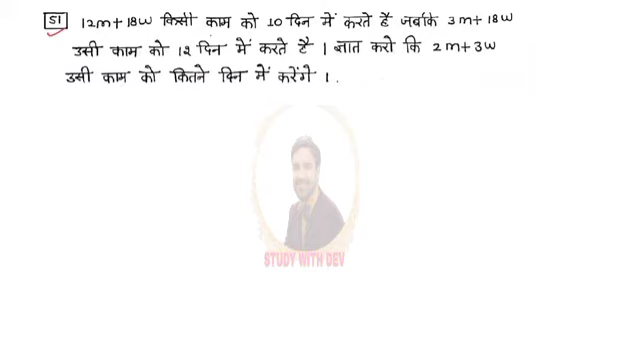 51 12m + 18w किसी काम को 10 दिन में करते हैं जबकि 3m + 18w
उसी काम को 12 दिन में करते है । ज्ञात करो कि 2m + 3w
उसी काम को कितने दिन में करेंगे ।
STUDY WITH DEV